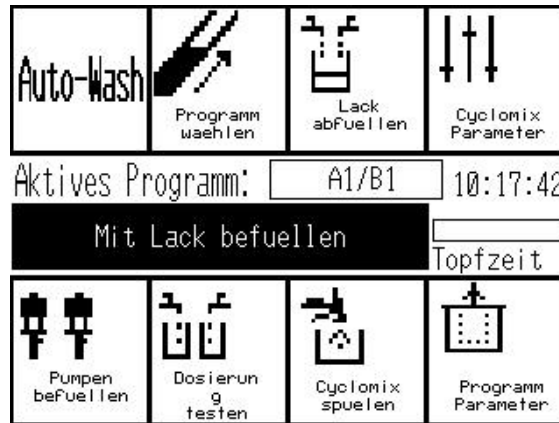 Auto-Wash
Programm
waehlen
Lack
abfuellen
Cyclomix
Parameter
Aktives Programm:
A1/B1
10:17:42
Mit Lack befuellen
Topfzeit
Pumpen
befuellen
Dosierun
g
testen
Cyclomix
spuelen
Programm
Parameter